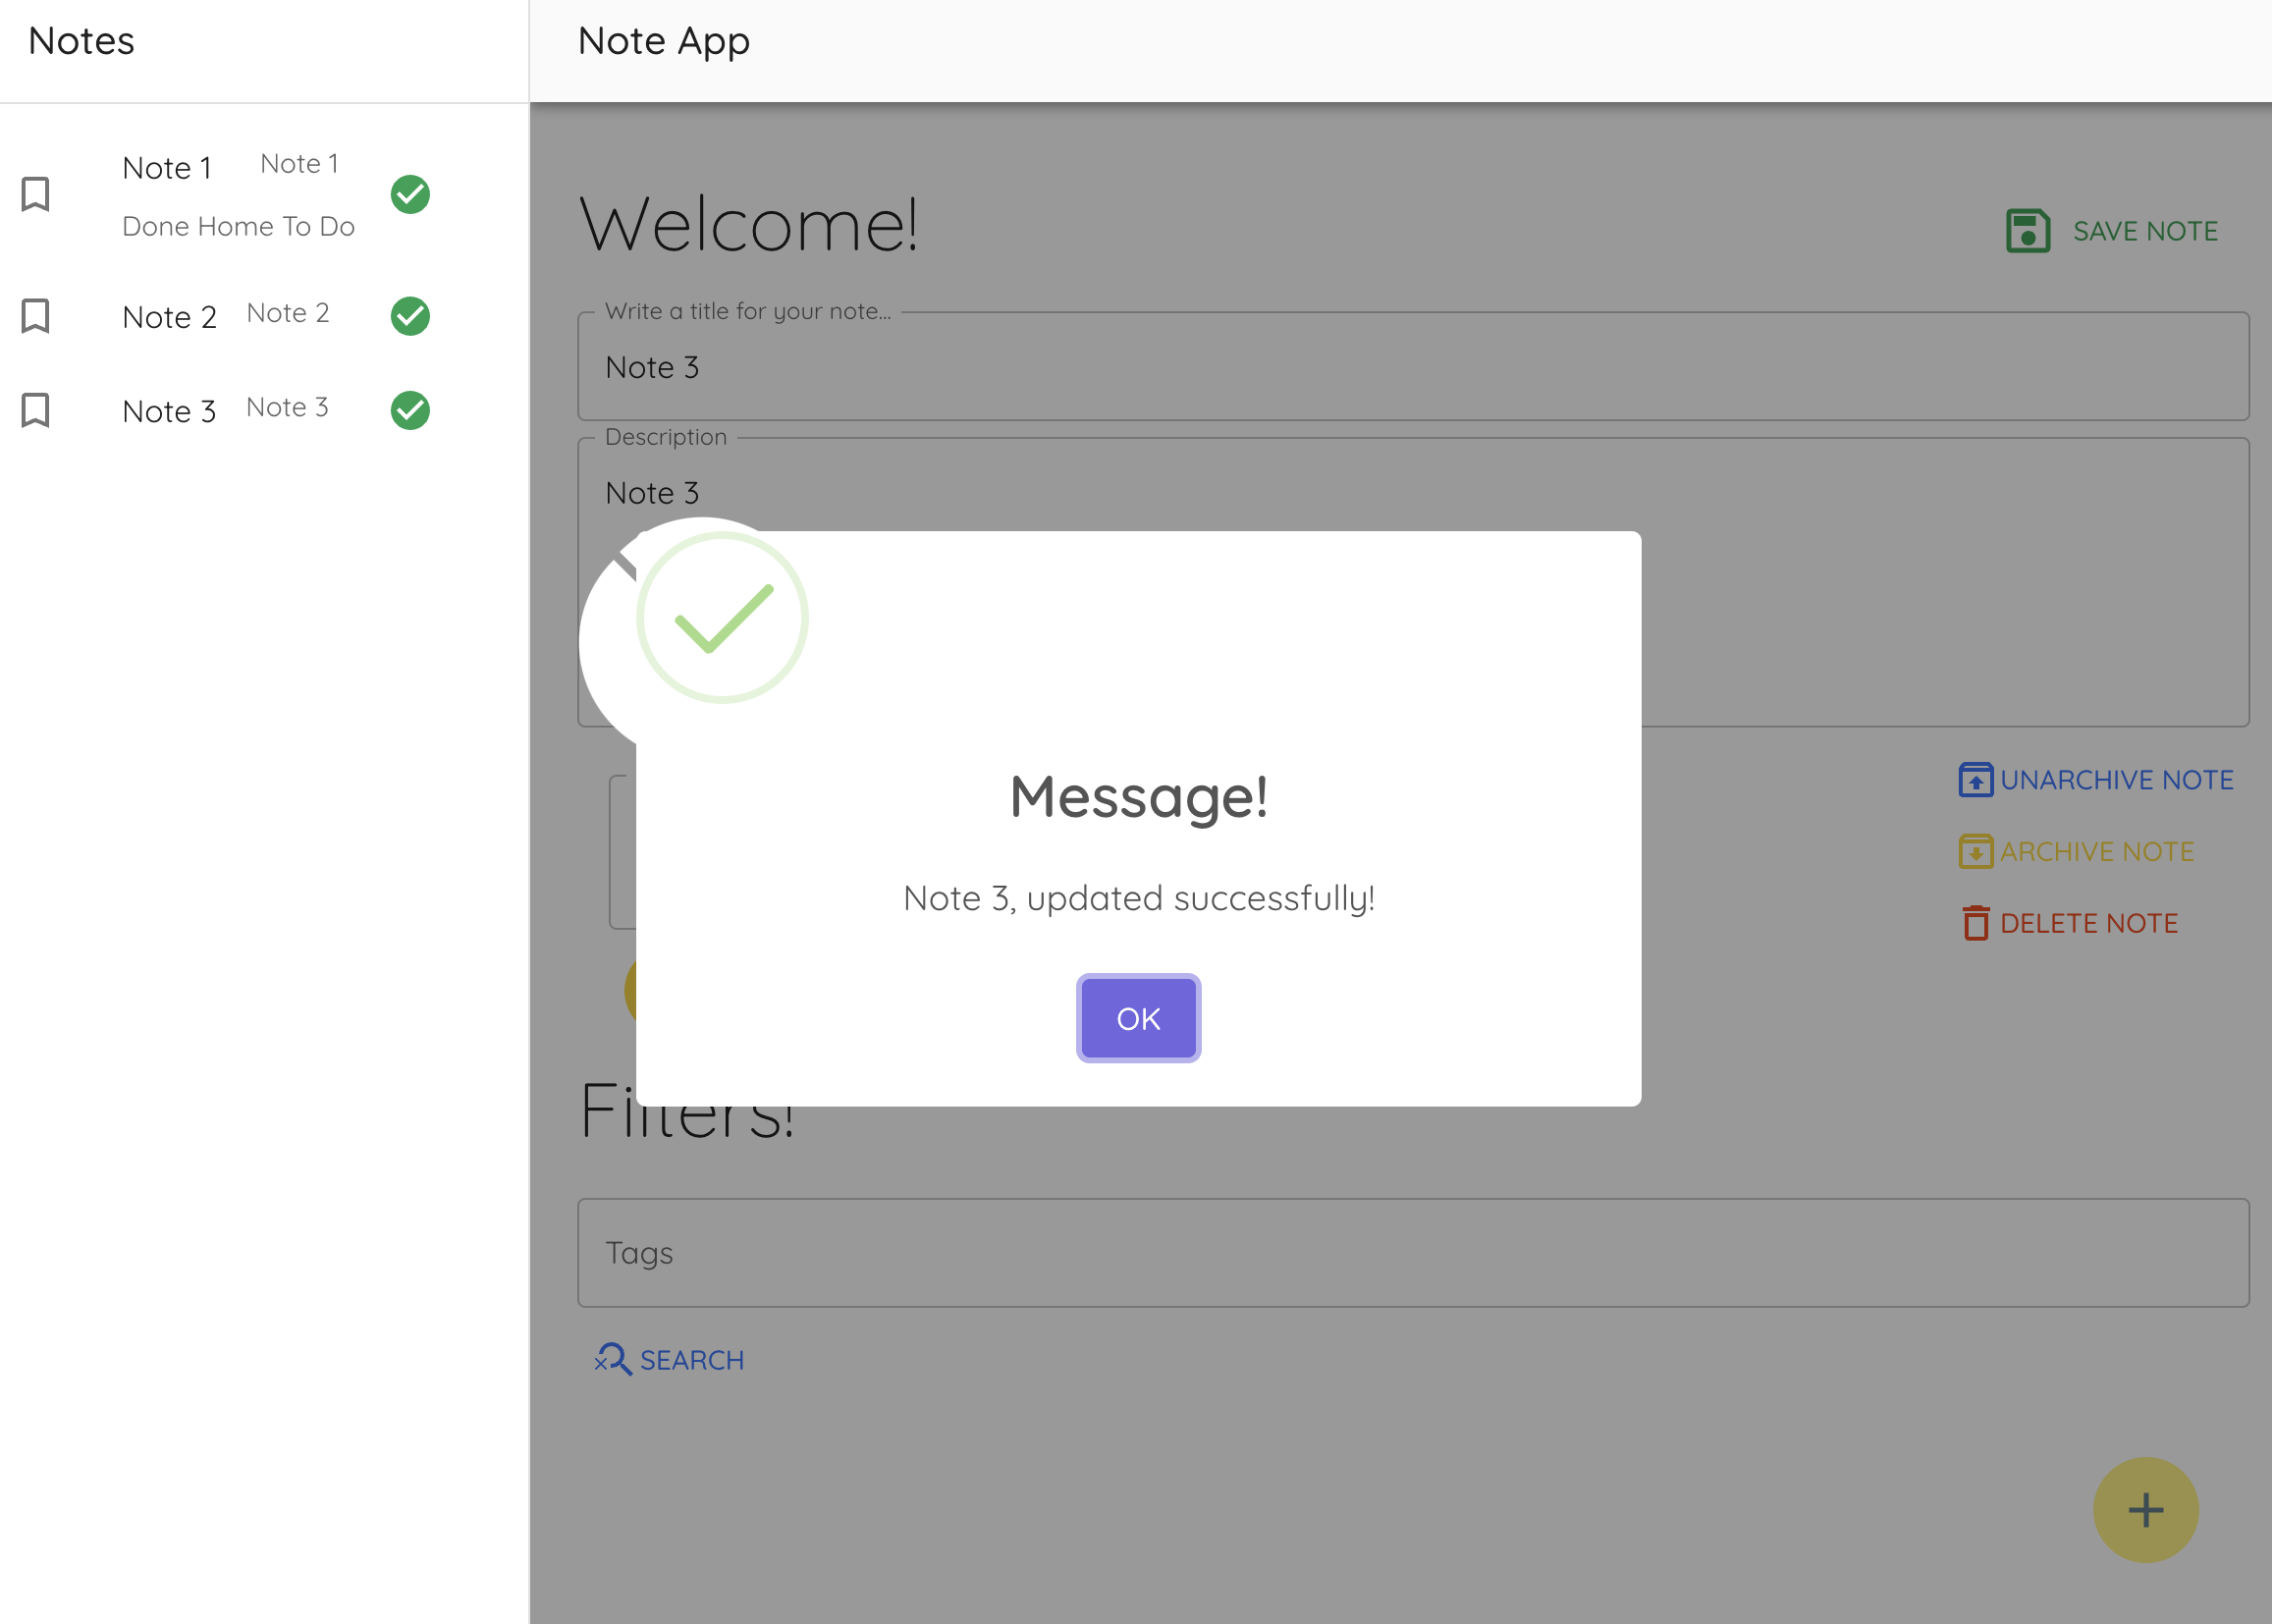 Notes
Note 1 Note 1
Done Home To Do
Note 2 Note 2
Note 3 Note 3
Note App
Welcome!
SAVE NOTE
Write a title for your note...
Note 3
Description
Note 3
Message!
Note 3, updated successfully!
OK
UNARCHIVE NOTE
ARCHIVE NOTE
DELETE NOTE
Filters!
Tags
SEARCH